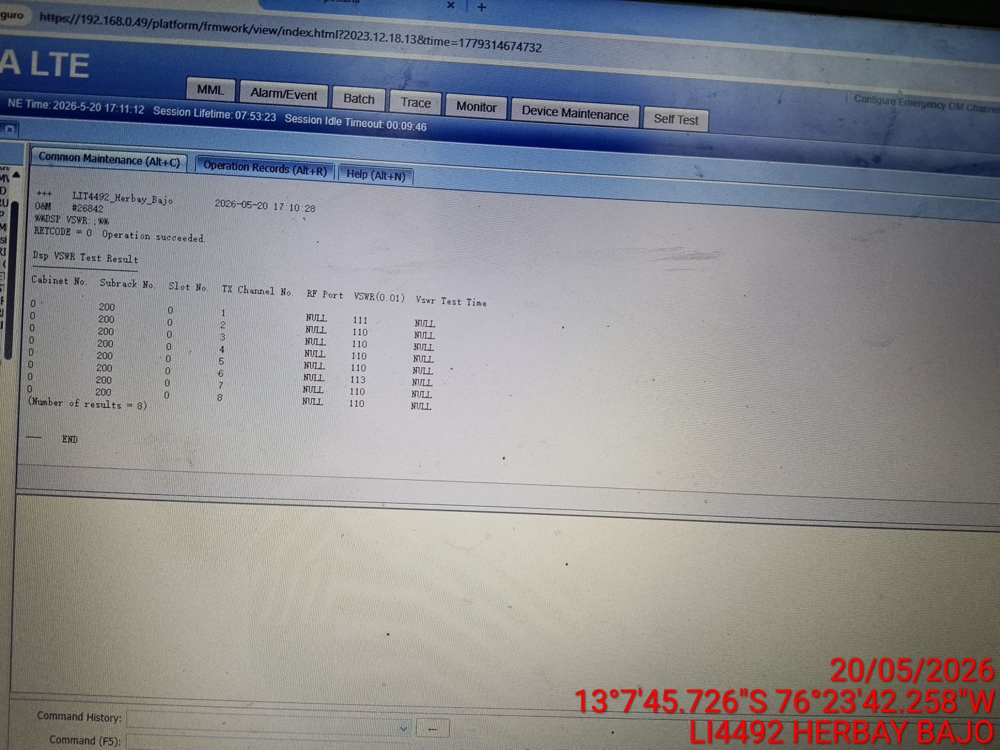 guro https://192.168.0.49/platform/frmwork/view/index.html?2023.12.18.13&time=1779314674732
A LTE
MML Alarm/Event Batch Trace Monitor Device Maintenance Self Test
Configure Emergency OM Channel
NE Time: 2026-5-20 17:11:12 Session Lifetime: 07:53:23 Session Idle Timeout: 00:09:46
Common Maintenance (Alt+C) Operation Records (Alt+R) Help (Alt+N)
+++ LIT4492_Herbay_Bajo 2026-05-20 17:10:28
O&M #26842
%%DSP VSWR:;%%
RETCODE = 0 Operation succeeded.
Dsp VSWR Test Result
Cabinet No. Subrack No. Slot No. TX Channel No. RF Port VSWR(0.01) Vswr Test Time
0 200 0 1 NULL 111 NULL
0 200 0 2 NULL 110 NULL
0 200 0 3 NULL 110 NULL
0 200 0 4 NULL 110 NULL
0 200 0 5 NULL 110 NULL
0 200 0 6 NULL 113 NULL
0 200 0 7 NULL 110 NULL
0 200 0 8 NULL 110 NULL
(Number of results = 8)
--- END
Command History:
Command (F5):
20/05/2026
13°7'45.726"S 76°23'42.258"W
LI4492 HERBAY BAJO